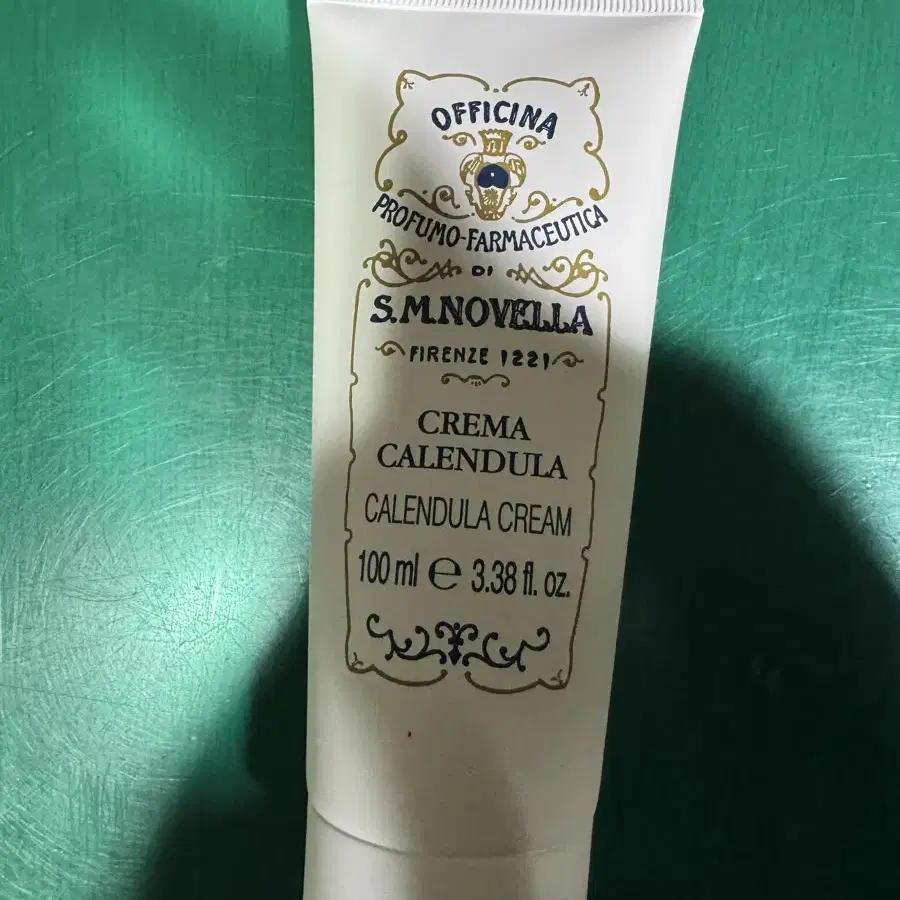 OFFICINA
PROFUMO-FARMACEUTICA
DI
S.M.NOVELLA
FIRENZE 1221
CREMA
CALENDULA
CALENDULA CREAM
100 ml ℮ 3.38 fl. oz.